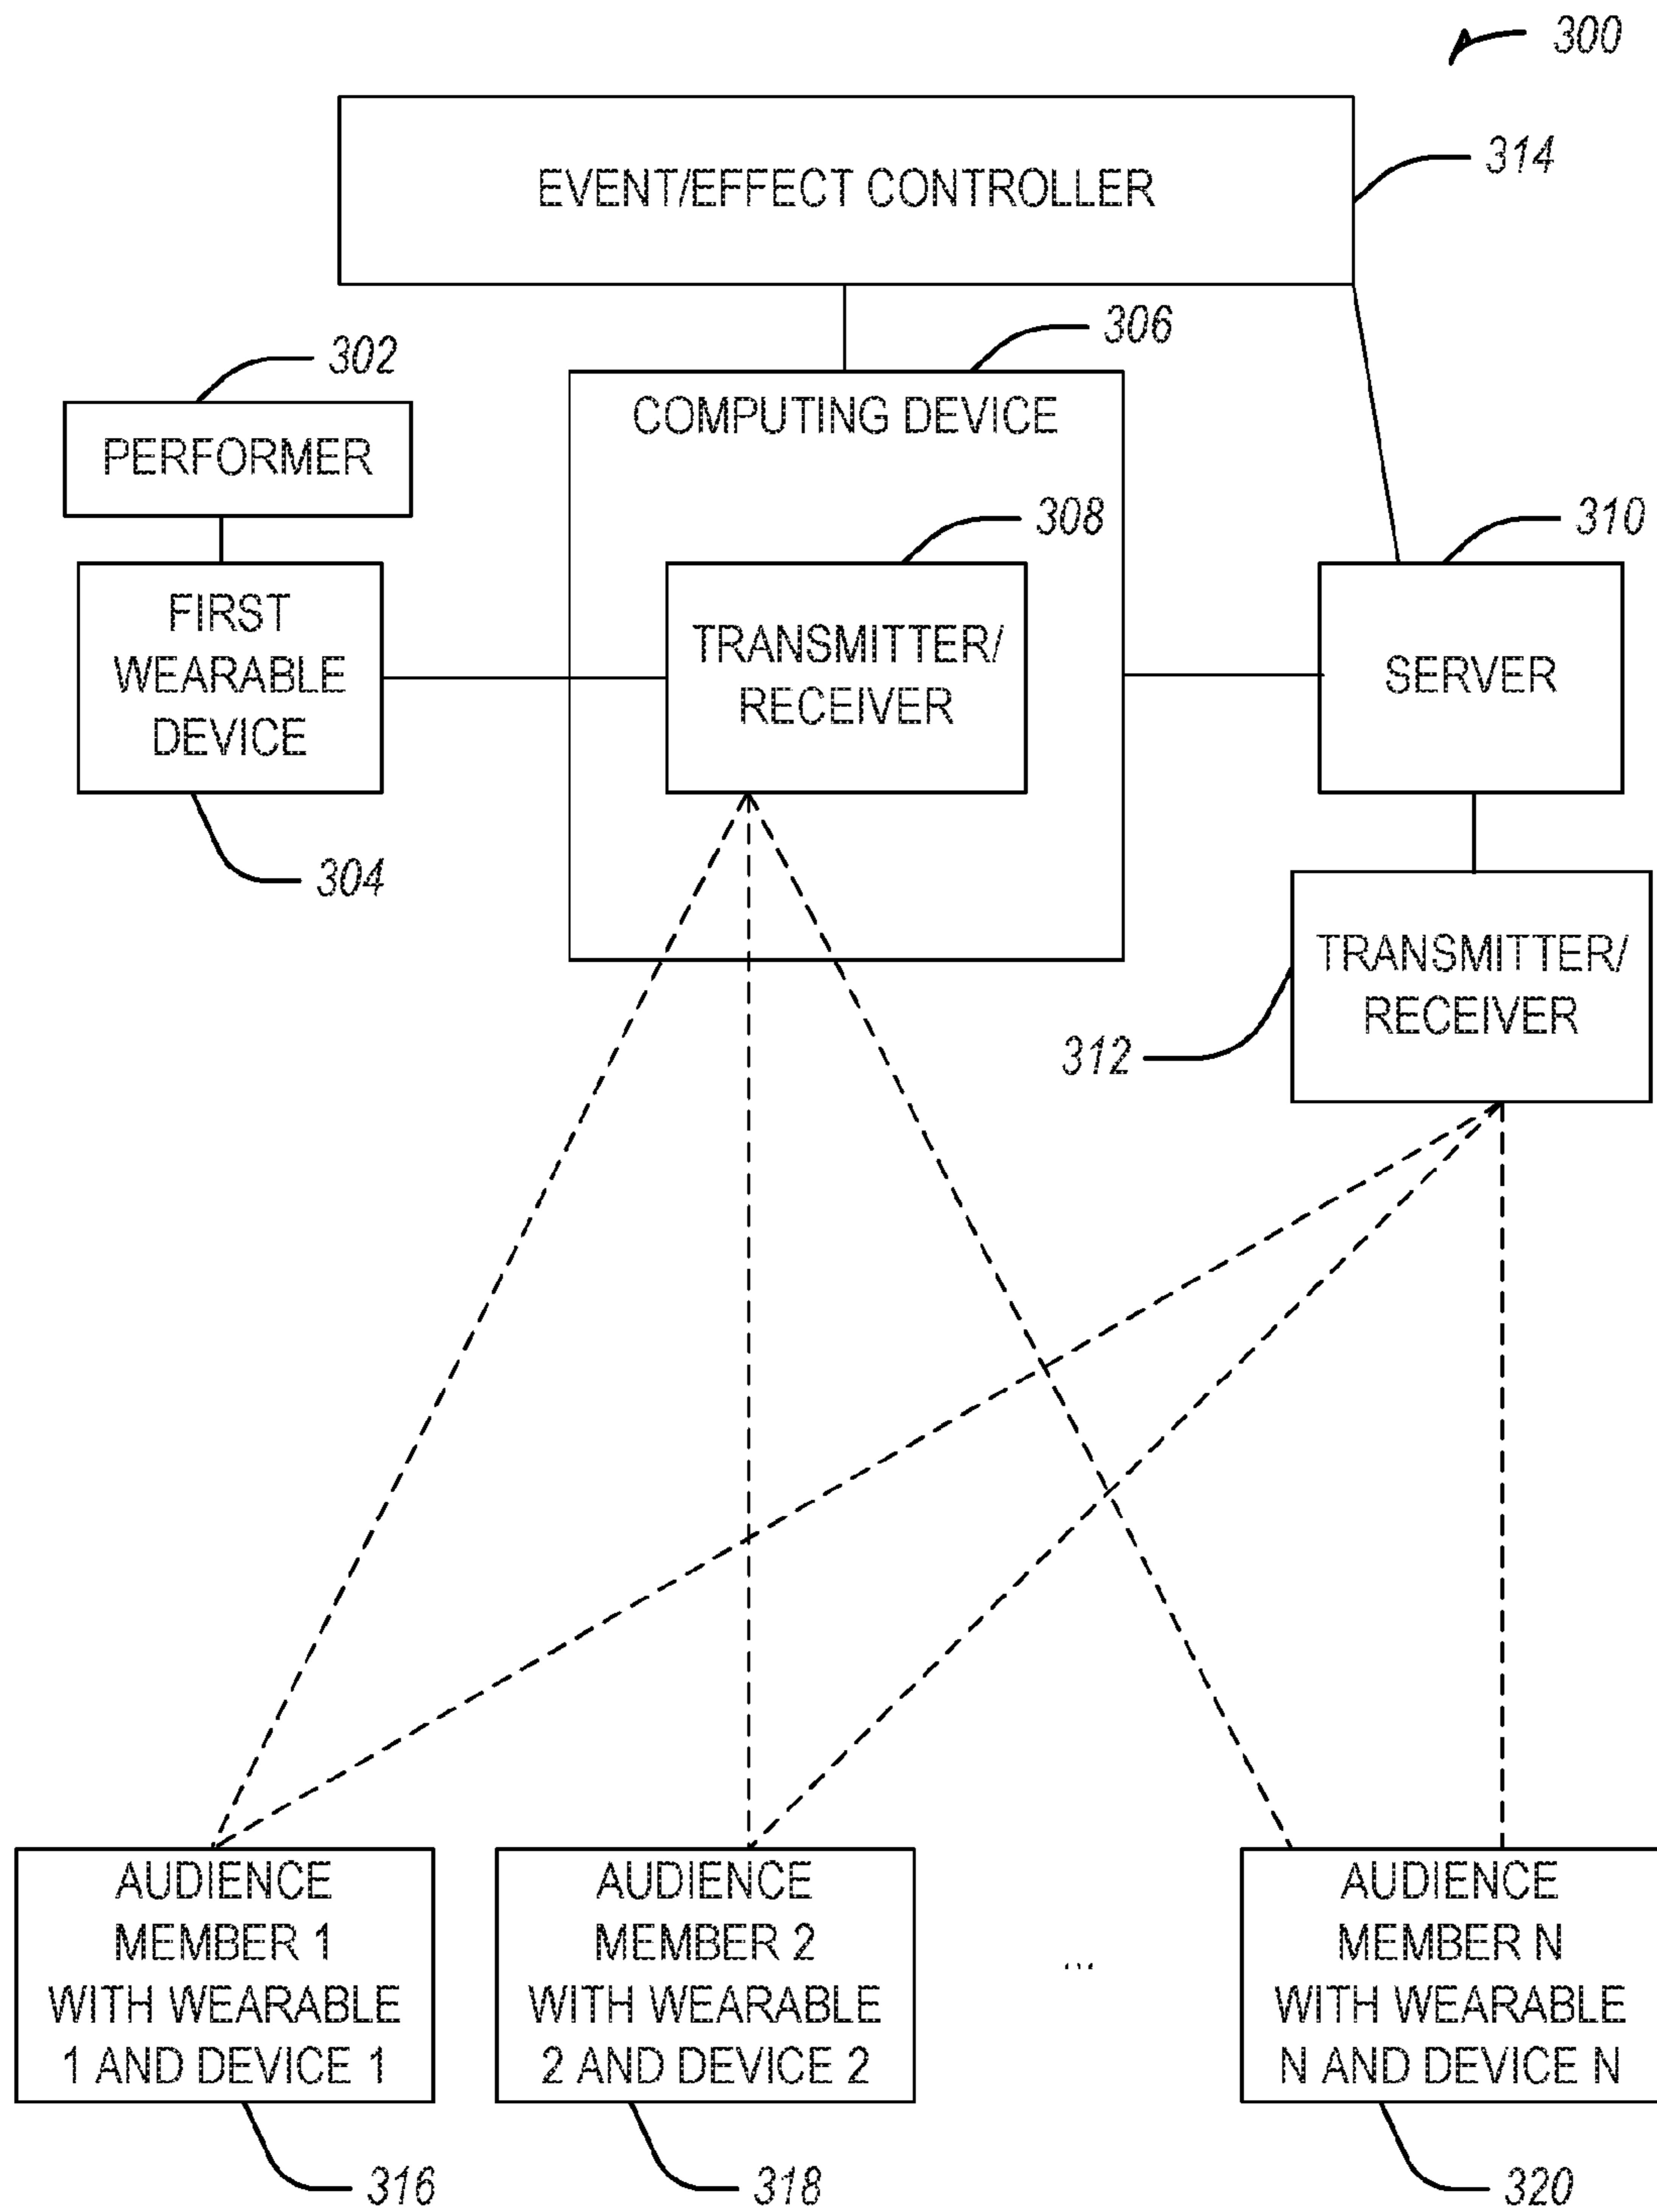 300
EVENT/EFFECT CONTROLLER
314
306
302
COMPUTING DEVICE
PERFORMER
308
310
FIRST
WEARABLE
DEVICE
TRANSMITTER/
RECEIVER
SERVER
304
TRANSMITTER/
RECEIVER
312
AUDIENCE
MEMBER 1
WITH WEARABLE
1 AND DEVICE 1
AUDIENCE
MEMBER 2
WITH WEARABLE
2 AND DEVICE 2
...
AUDIENCE
MEMBER N
WITH WEARABLE
N AND DEVICE N
316
318
320